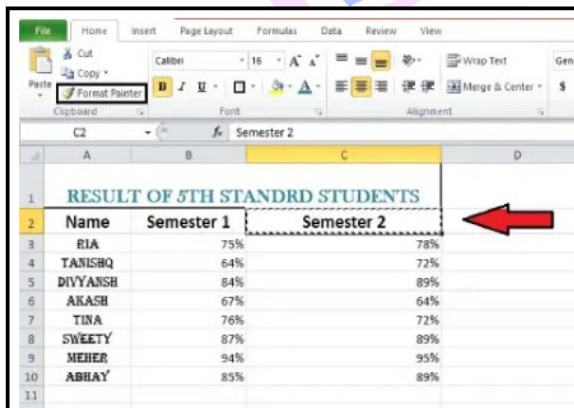 File Home Insert Page Layout Formulas Data Review View
Cut
Copy
Paste
Format Painter
Clipboard
Calibri 16 A A
B I U A
Font
Wrap Text
Merge & Center
Alignment
Gen
$
C2 fx Semester 2
A B C D
1 RESULT OF 5TH STANDRD STUDENTS
2 Name Semester 1 Semester 2
3 RIA 75% 78%
4 TANISHQ 64% 72%
5 DIVYANSH 84% 89%
6 AKASH 67% 64%
7 TINA 76% 72%
8 SWEETY 87% 89%
9 MEHER 94% 95%
10 ABHAY 85% 89%
11